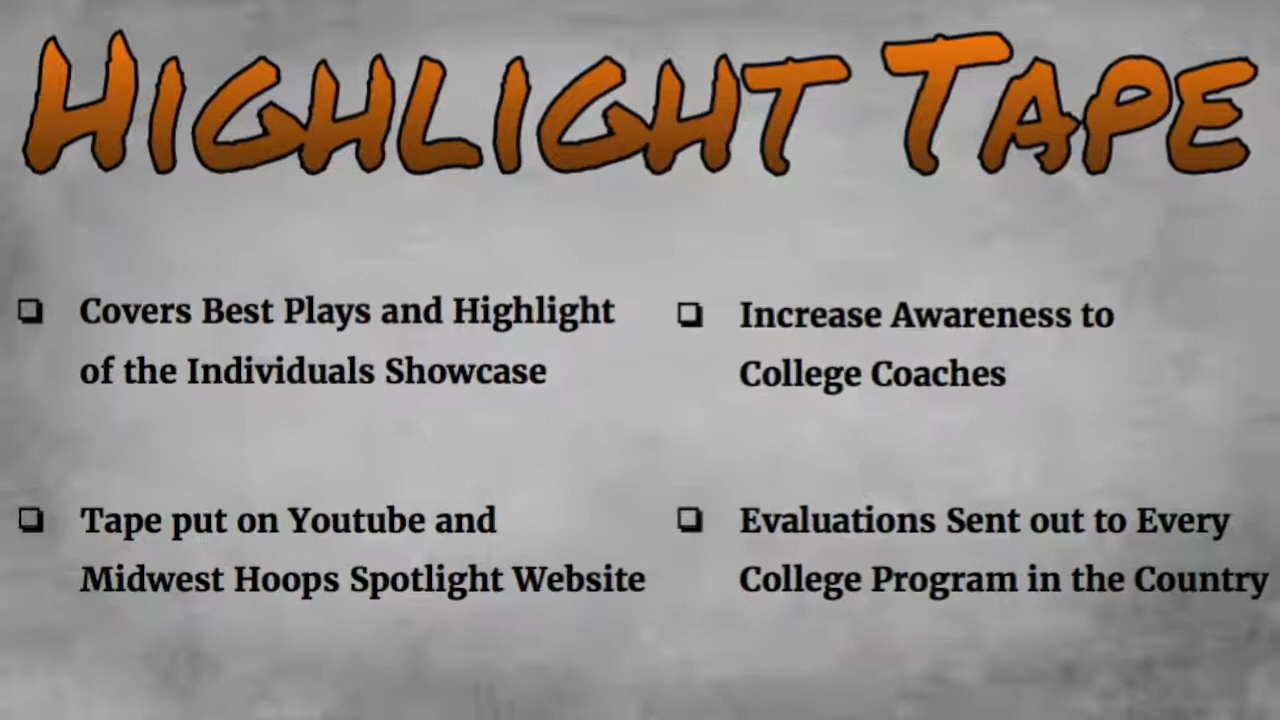 HIGHLIGHT TAPE
❏ Covers Best Plays and Highlight
of the Individuals Showcase
❏ Tape put on Youtube and
Midwest Hoops Spotlight Website
❏ Increase Awareness to
College Coaches
❏ Evaluations Sent out to Every
College Program in the Country